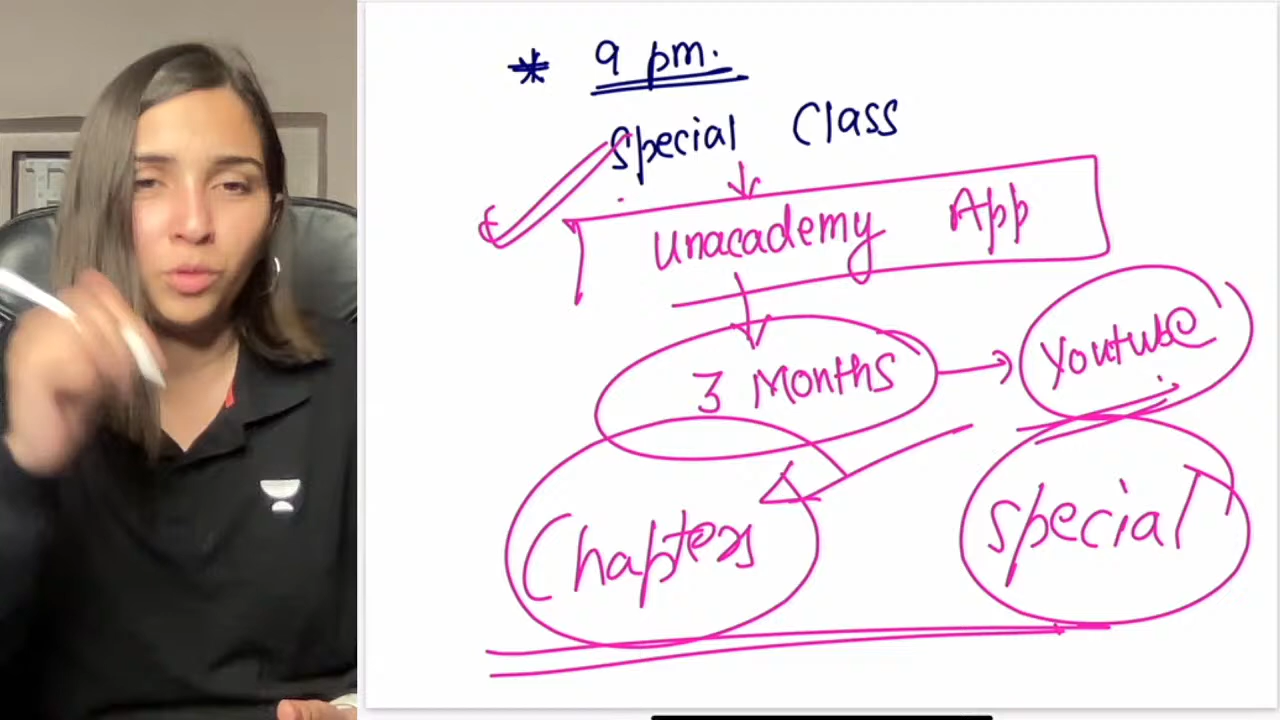 * 9 pm.
Special Class
Unacademy App
3 Months
Youtube
Chapters
Special